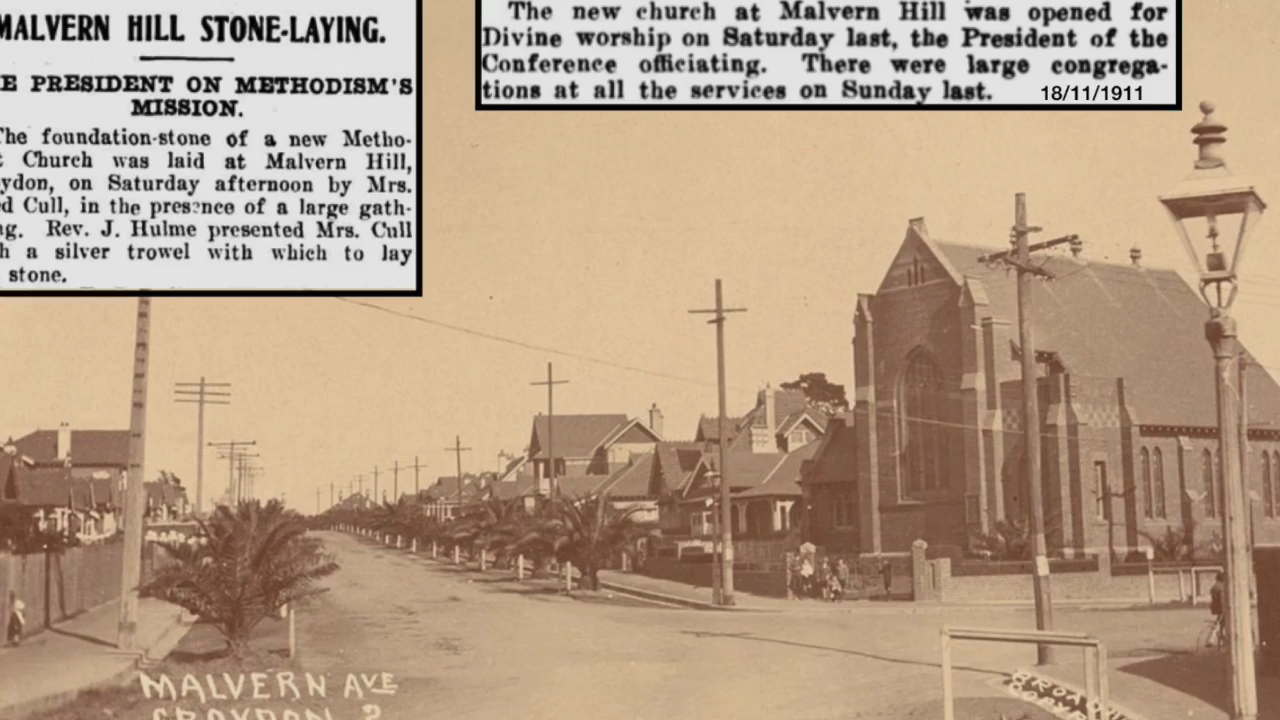 MALVERN HILL STONE-LAYING.
E PRESIDENT ON METHODISM'S
MISSION.
The foundation-stone of a new Metho-
t Church was laid at Malvern Hill,
ydon, on Saturday afternoon by Mrs.
d Cull, in the presence of a large gath-
ng. Rev. J. Hulme presented Mrs. Cull
h a silver trowel with which to lay
stone.
The new church at Malvern Hill was opened for
Divine worship on Saturday last, the President of the
Conference officiating. There were large congrega-
tions at all the services on Sunday last.
18/11/1911
MALVERN AVE
CROYDON 2